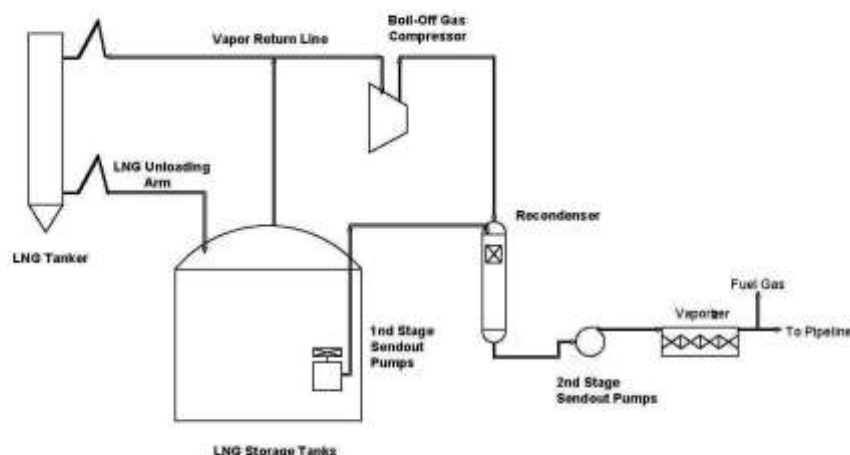 Boil-Off Gas
Compressor
Vapor Return Line
LNG Unloading
Arm
LNG Tanker
Recondenser
Fuel Gas
Vaporizer
To Pipeline
1nd Stage
Sendout
Pumps
2nd Stage
Sendout Pumps
LNG Storage Tanks